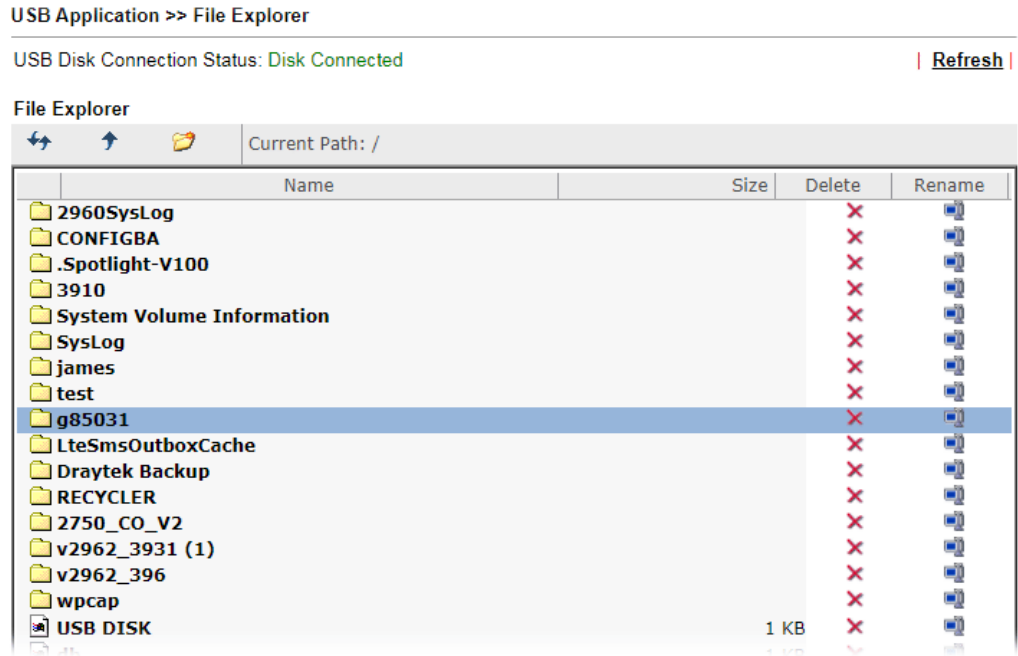 USB Application >> File Explorer
USB Disk Connection Status: Disk Connected | Refresh |
File Explorer
Current Path: /
Name Size Delete Rename
2960SysLog
CONFIGBA
.Spotlight-V100
3910
System Volume Information
SysLog
james
test
g85031
LteSmsOutboxCache
Draytek Backup
RECYCLER
2750_CO_V2
v2962_3931 (1)
v2962_396
wpcap
USB DISK 1 KB